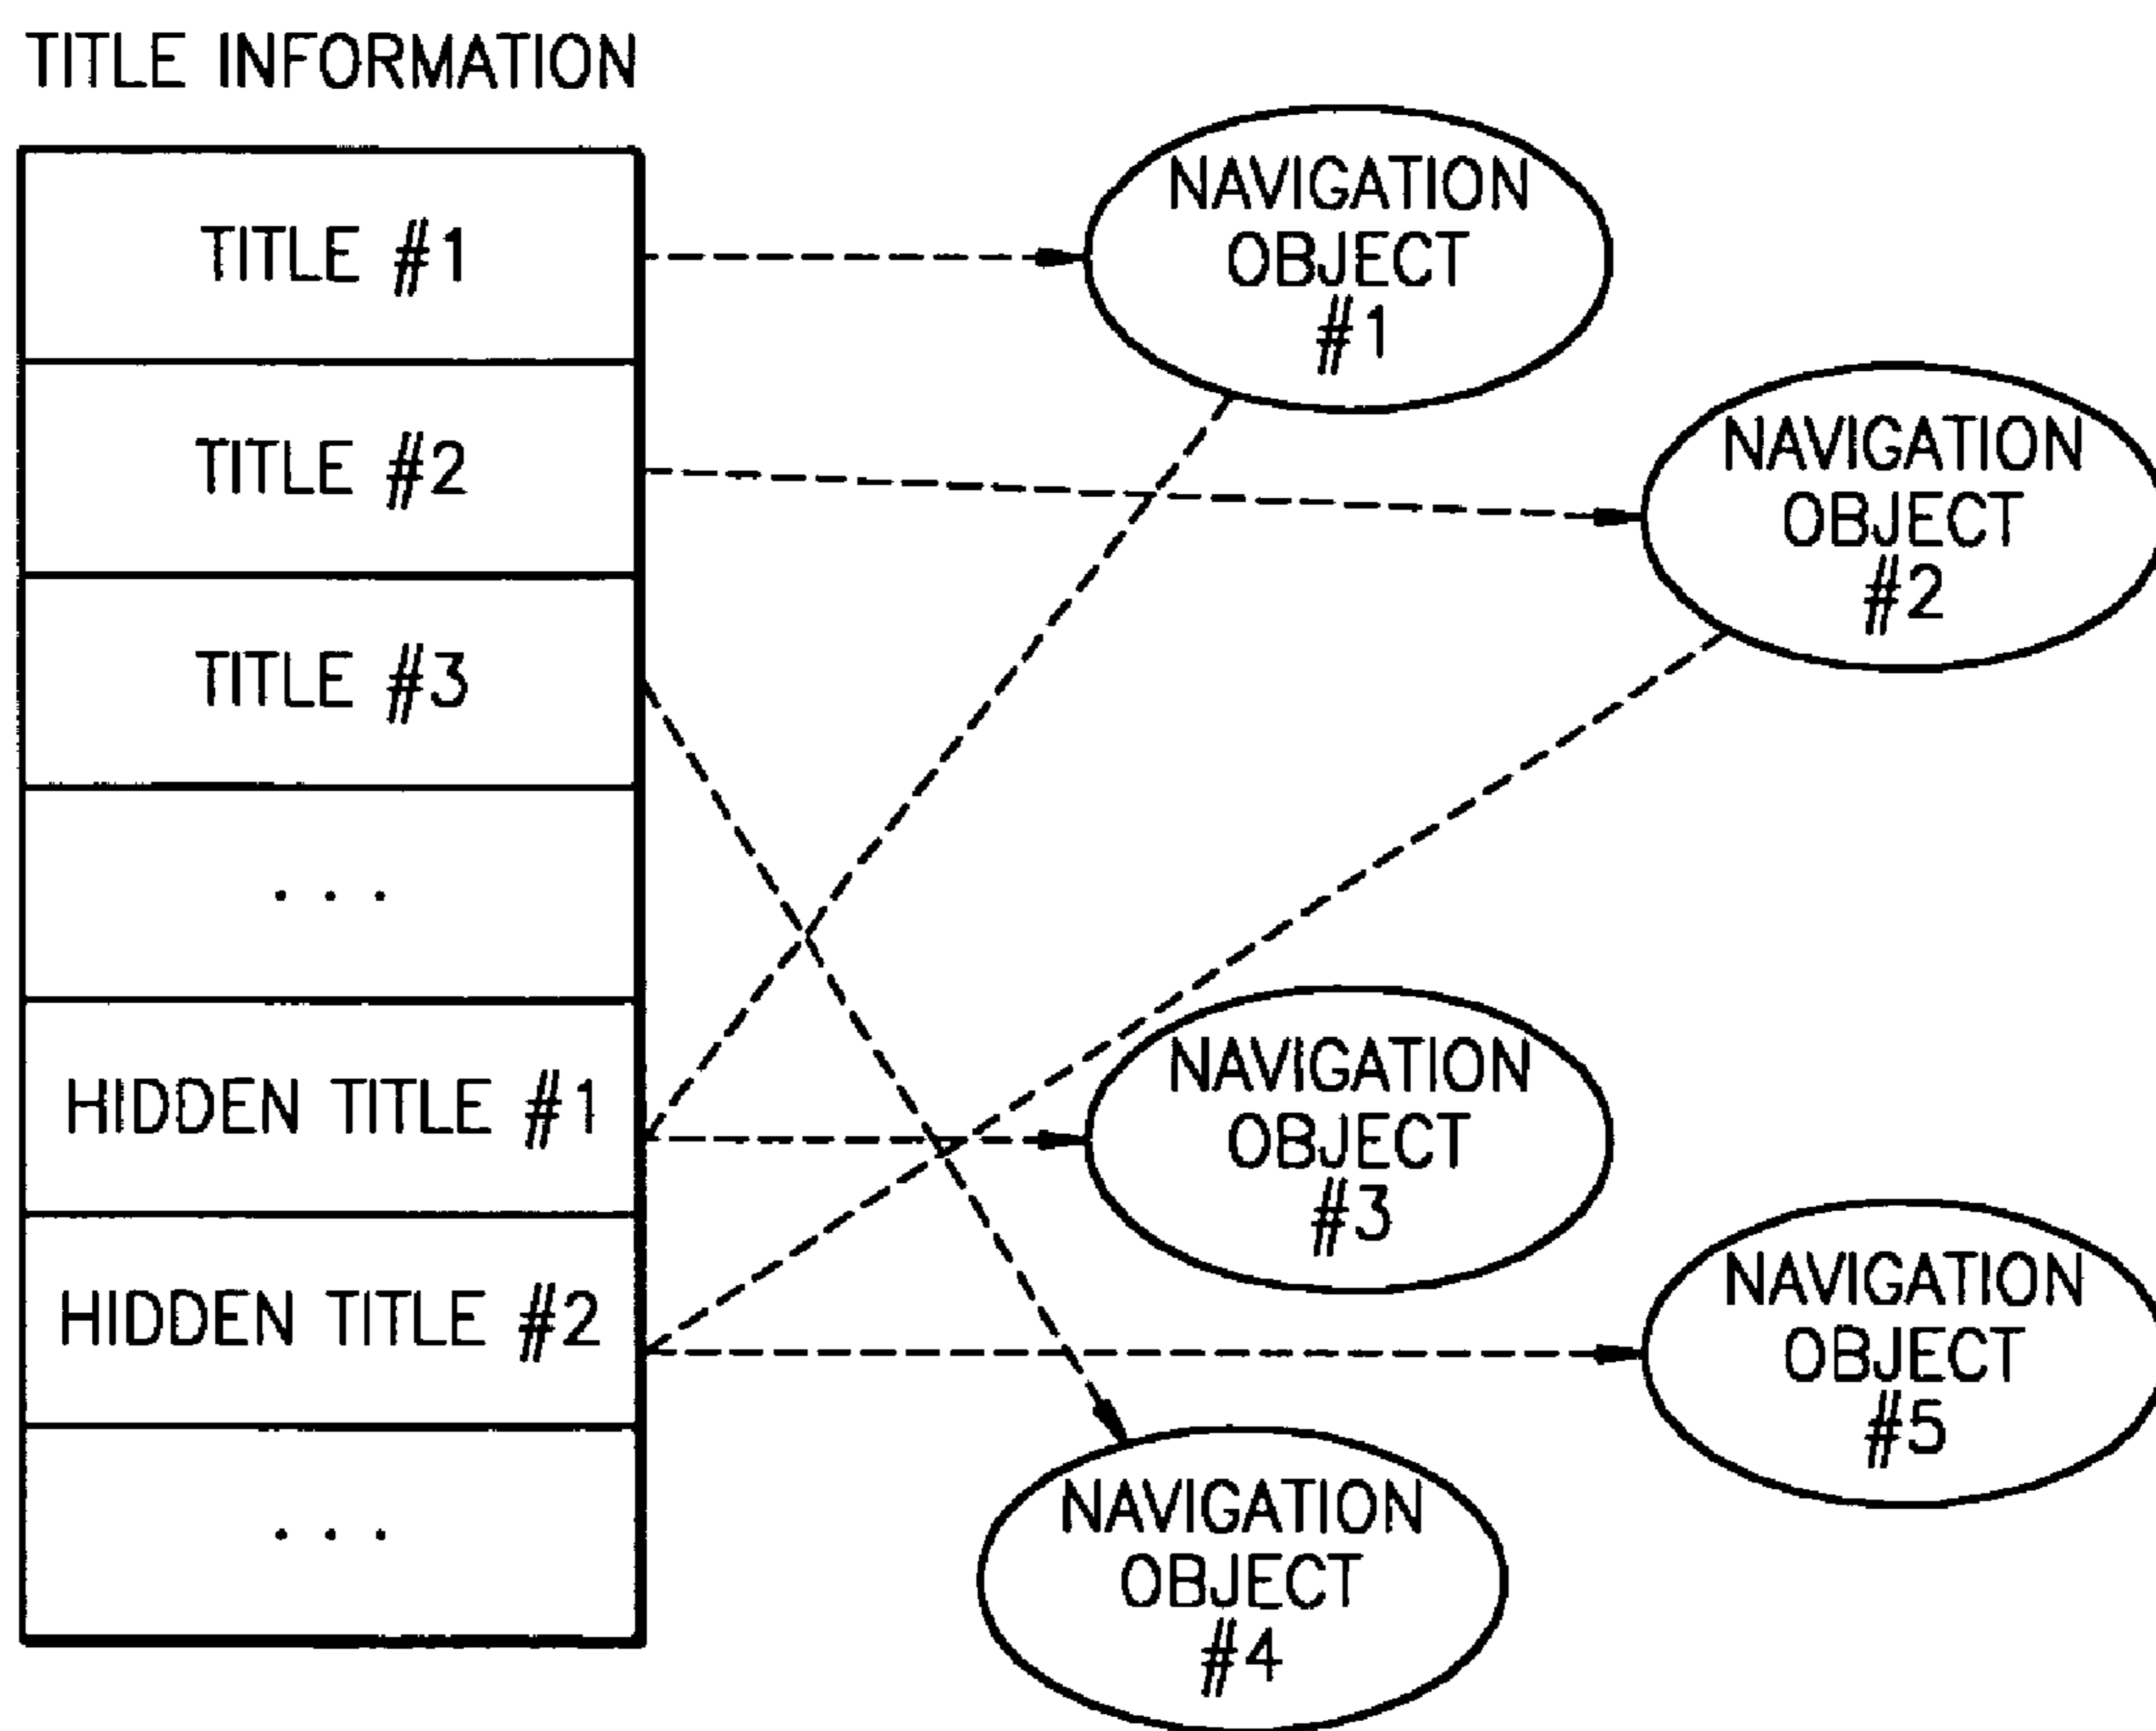 TITLE INFORMATION
TITLE #1
TITLE #2
TITLE #3
. . .
HIDDEN TITLE #1
HIDDEN TITLE #2
. . .
NAVIGATION
OBJECT
#1
NAVIGATION
OBJECT
#2
NAVIGATION
OBJECT
#3
NAVIGATION
OBJECT
#5
NAVIGATION
OBJECT
#4